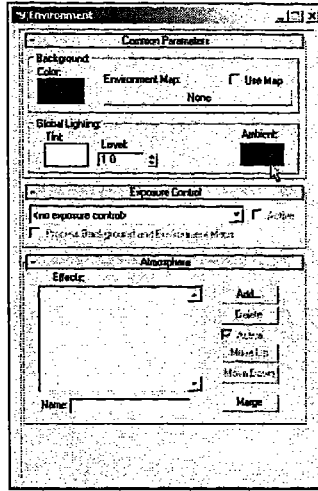 Environment
Common Parameters
Background:
Color:
Environment Map:
Use Map
None
Global Lighting:
Tint:
Level:
1.0
Ambient:
Exposure Control
<no exposure control>
Active
Process Background and Environment Maps
Atmosphere
Effects:
Add...
Delete
Active
Move Up
Move Down
Name:
Merge